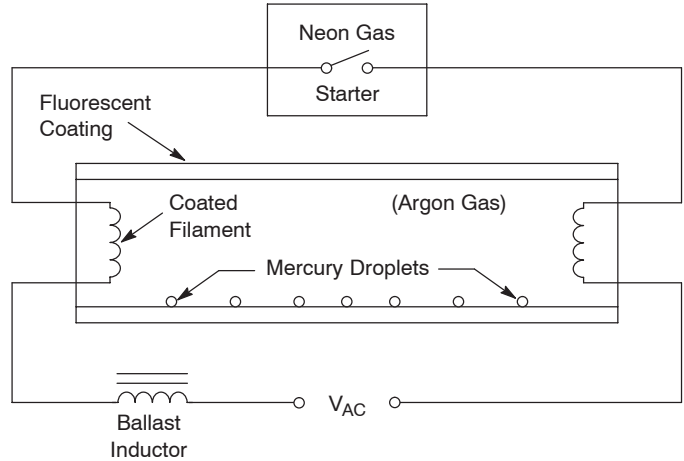 Neon Gas
Starter
Fluorescent
Coating
Coated
Filament
(Argon Gas)
Mercury Droplets
V_AC
Ballast
Inductor